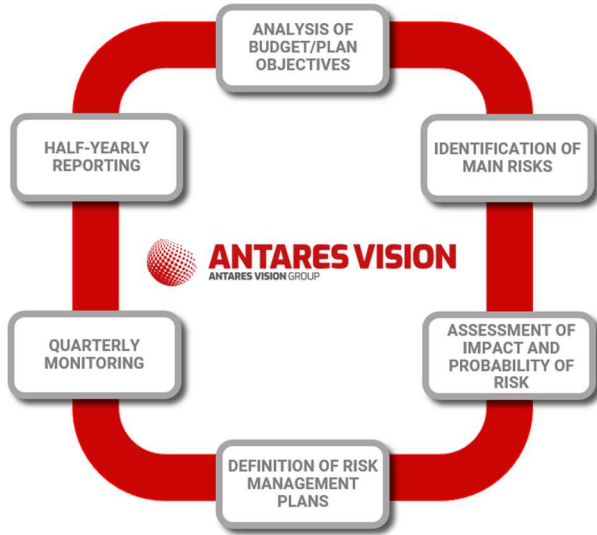 ANALYSIS OF
BUDGET/PLAN
OBJECTIVES
HALF-YEARLY
REPORTING
IDENTIFICATION OF
MAIN RISKS
ANTARES VISION
ANTARES VISION GROUP
QUARTERLY
MONITORING
ASSESSMENT OF
IMPACT AND
PROBABILITY OF
RISK
DEFINITION OF RISK
MANAGEMENT
PLANS